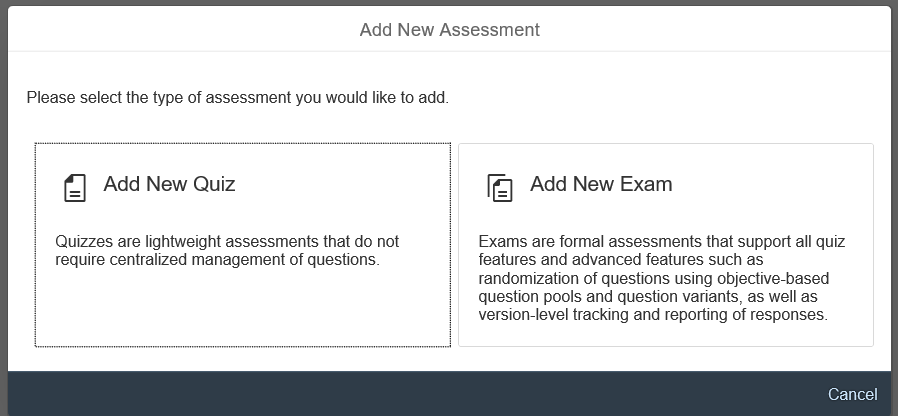 Add New Assessment
Please select the type of assessment you would like to add.
Add New Quiz
Quizzes are lightweight assessments that do not
require centralized management of questions.
Add New Exam
Exams are formal assessments that support all quiz
features and advanced features such as
randomization of questions using objective-based
question pools and question variants, as well as
version-level tracking and reporting of responses.
Cancel